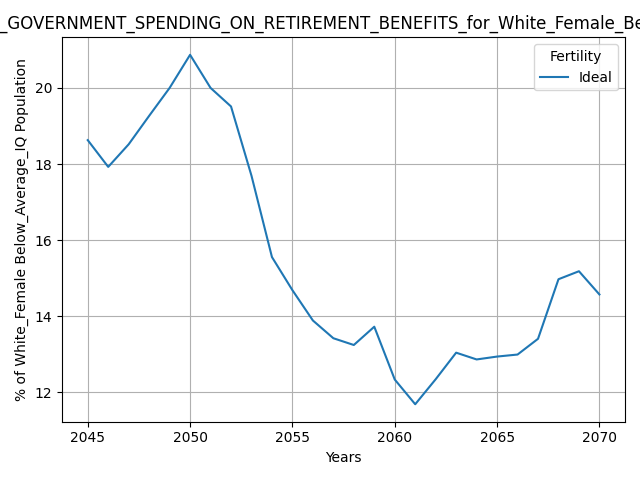 _GOVERNMENT_SPENDING_ON_RETIREMENT_BENEFITS_for_White_Female_Be
Fertility
Ideal
% of White_Female Below_Average_IQ Population
20
18
16
14
12
2045 2050 2055 2060 2065 2070
Years